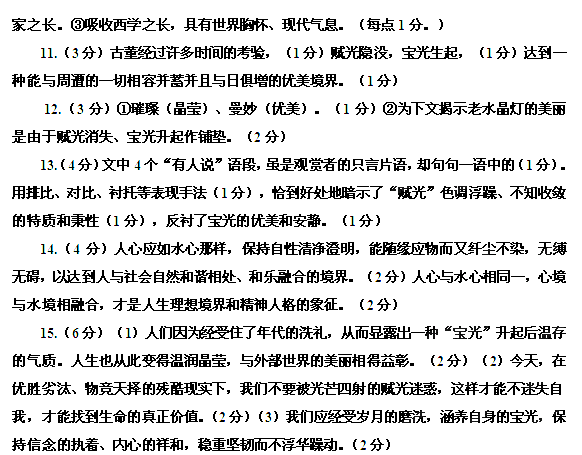 家之长。③吸收西学之长，具有世界胸怀、现代气息。（每点1分。）
11.（3分）古董经过许多时间的考验，（1分）贼光隐没，宝光生起，（1分）达到一
种能与周遭的一切相容并蓄并且与日俱增的优美境界。（1分）
12.（3分）①璀璨（晶莹）、曼妙（优美）。（1分）②为下文揭示老水晶灯的美丽
是由于贼光消失、宝光升起作铺垫。（2分）
13.（4分）文中4个“有人说”语段，虽是观赏者的只言片语，却句句一语中的（1分）。
用排比、对比、衬托等表现手法（1分），恰到好处地暗示了“贼光”色调浮躁、不知收敛
的特质和秉性（1分），反衬了宝光的优美和安静。（1分）
14.（4分）人心应如水心那样，保持自性清净澄明，能随缘应物而又纤尘不染，无缚
无碍，以达到人与社会自然和谐相处、和乐融合的境界。（2分）人心与水心相同一，心境
与水境相融合，才是人生理想境界和精神人格的象征。（2分）
15.（6分）（1）人们因为经受住了年代的洗礼，从而显露出一种“宝光”升起后温存
的气质。人生也从此变得温润晶莹，与外部世界的美丽相得益彰。（2分）（2）今天，在
优胜劣汰、物竞天择的残酷现实下，我们不要被光芒四射的贼光迷惑，这样才能不迷失自
我，才能找到生命的真正价值。（2分）（3）我们应经受岁月的磨洗，涵养自身的宝光，保
持信念的执着、内心的祥和，稳重坚韧而不浮华躁动。（2分）